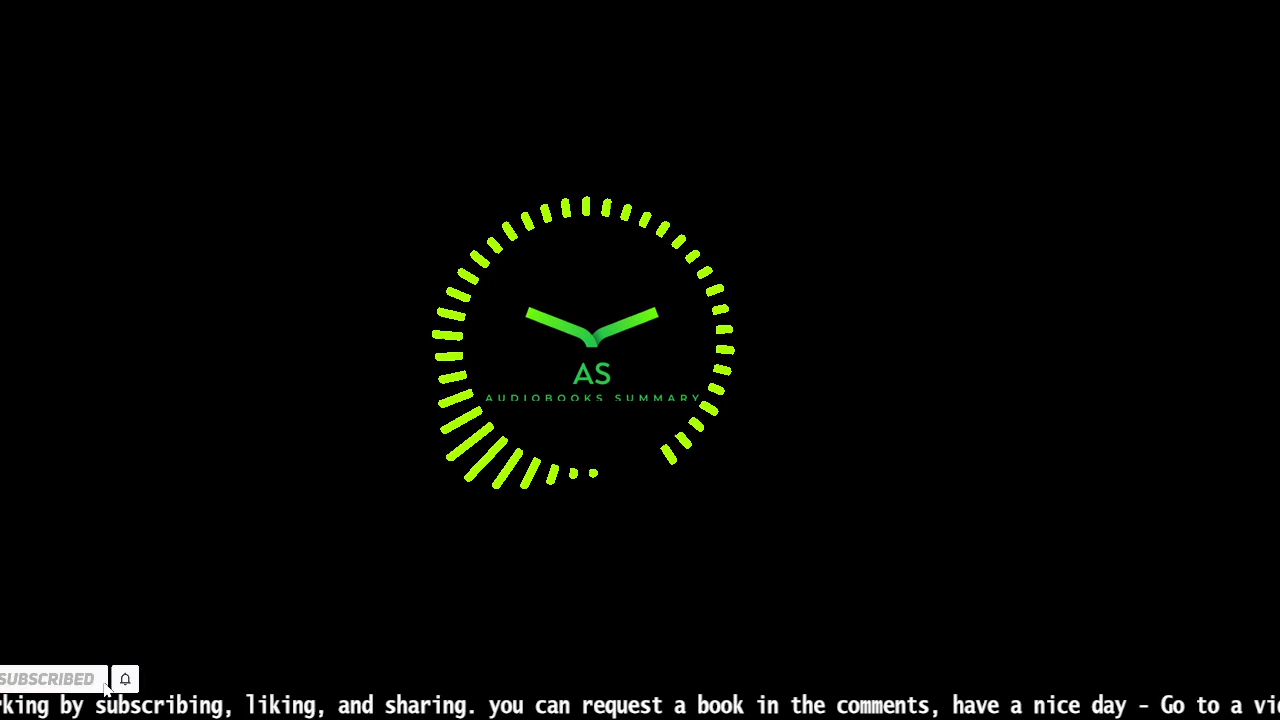 AS
AUDIOBOOKS SUMMARY
SUBSCRIBED
by subscribing, liking, and sharing. you can request a book in the comments, have a nice day - Go to a